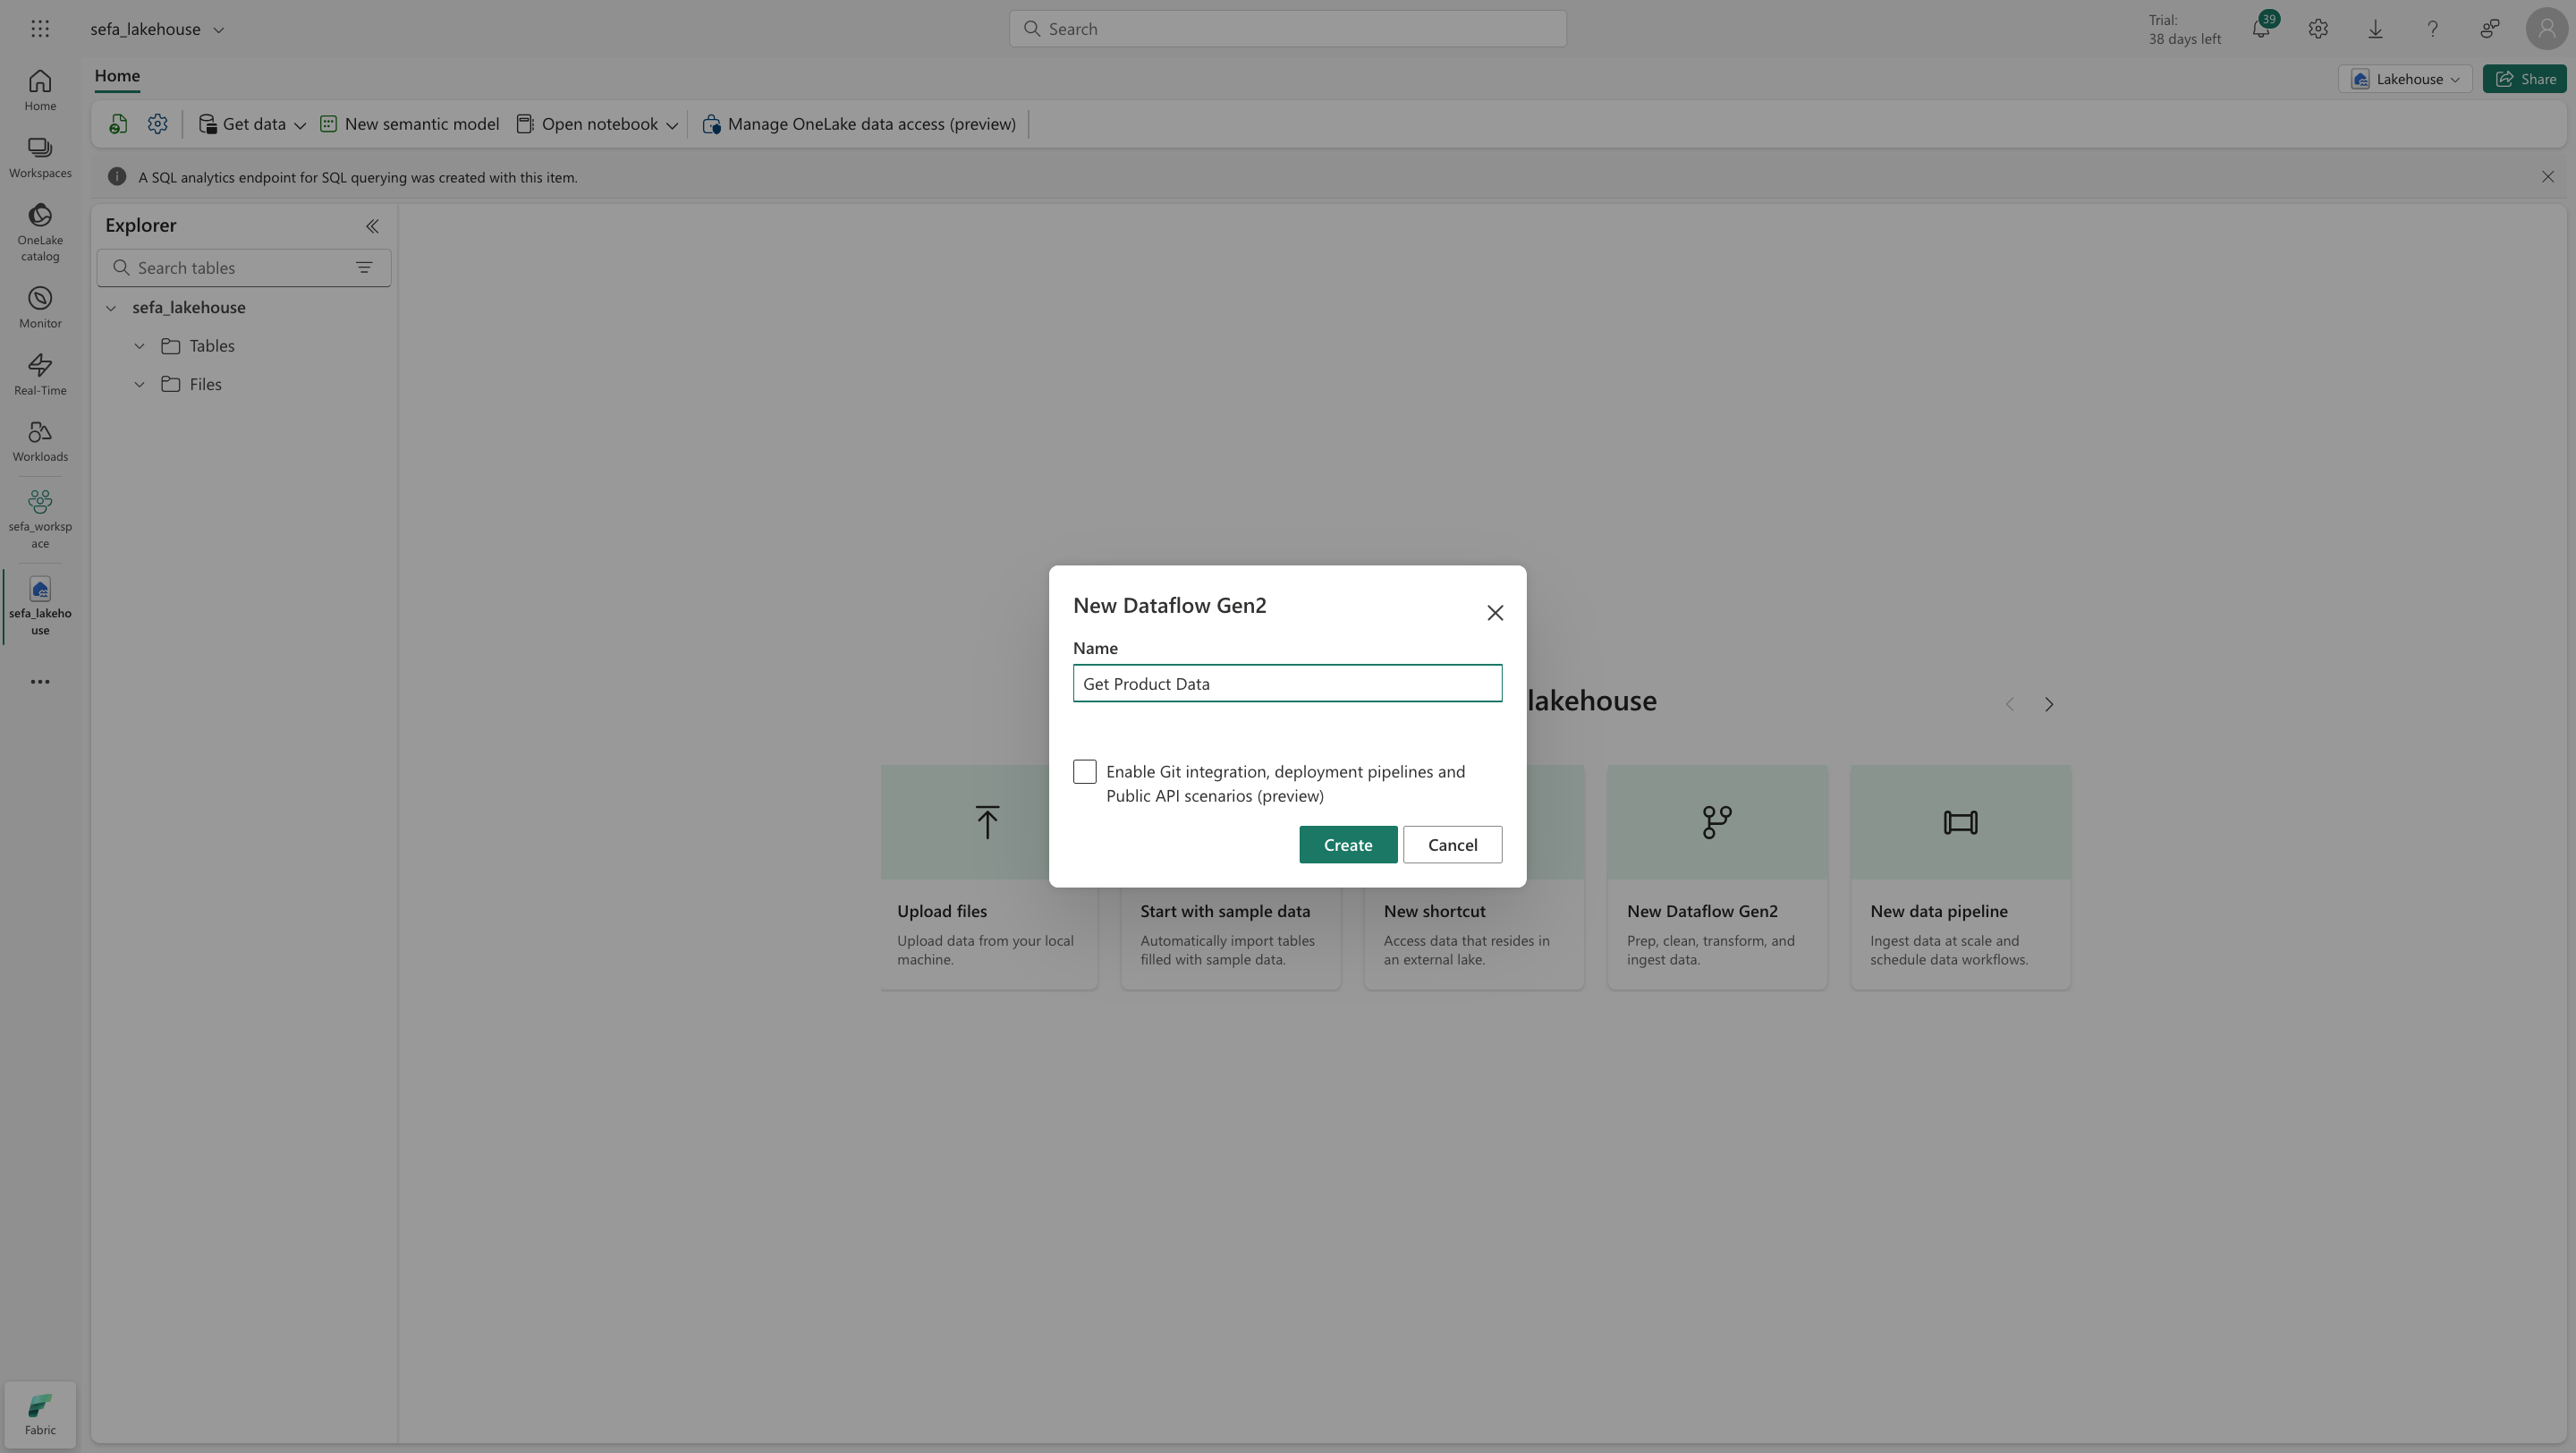 sefa_lakehouse
Search
Trial:
38 days left
39
Home
Lakehouse
Share
Get data
New semantic model
Open notebook
Manage OneLake data access (preview)
A SQL analytics endpoint for SQL querying was created with this item.
Home
Workspaces
OneLake
catalog
Monitor
Real-Time
Workloads
sefa_worksp
ace
sefa_lakeho
use
Fabric
Explorer
Search tables
sefa_lakehouse
Tables
Files
lakehouse
New Dataflow Gen2
Name
Get Product Data
Enable Git integration, deployment pipelines and
Public API scenarios (preview)
Create
Cancel
Upload files
Upload data from your local
machine.
Start with sample data
Automatically import tables
filled with sample data.
New shortcut
Access data that resides in
an external lake.
New Dataflow Gen2
Prep, clean, transform, and
ingest data.
New data pipeline
Ingest data at scale and
schedule data workflows.